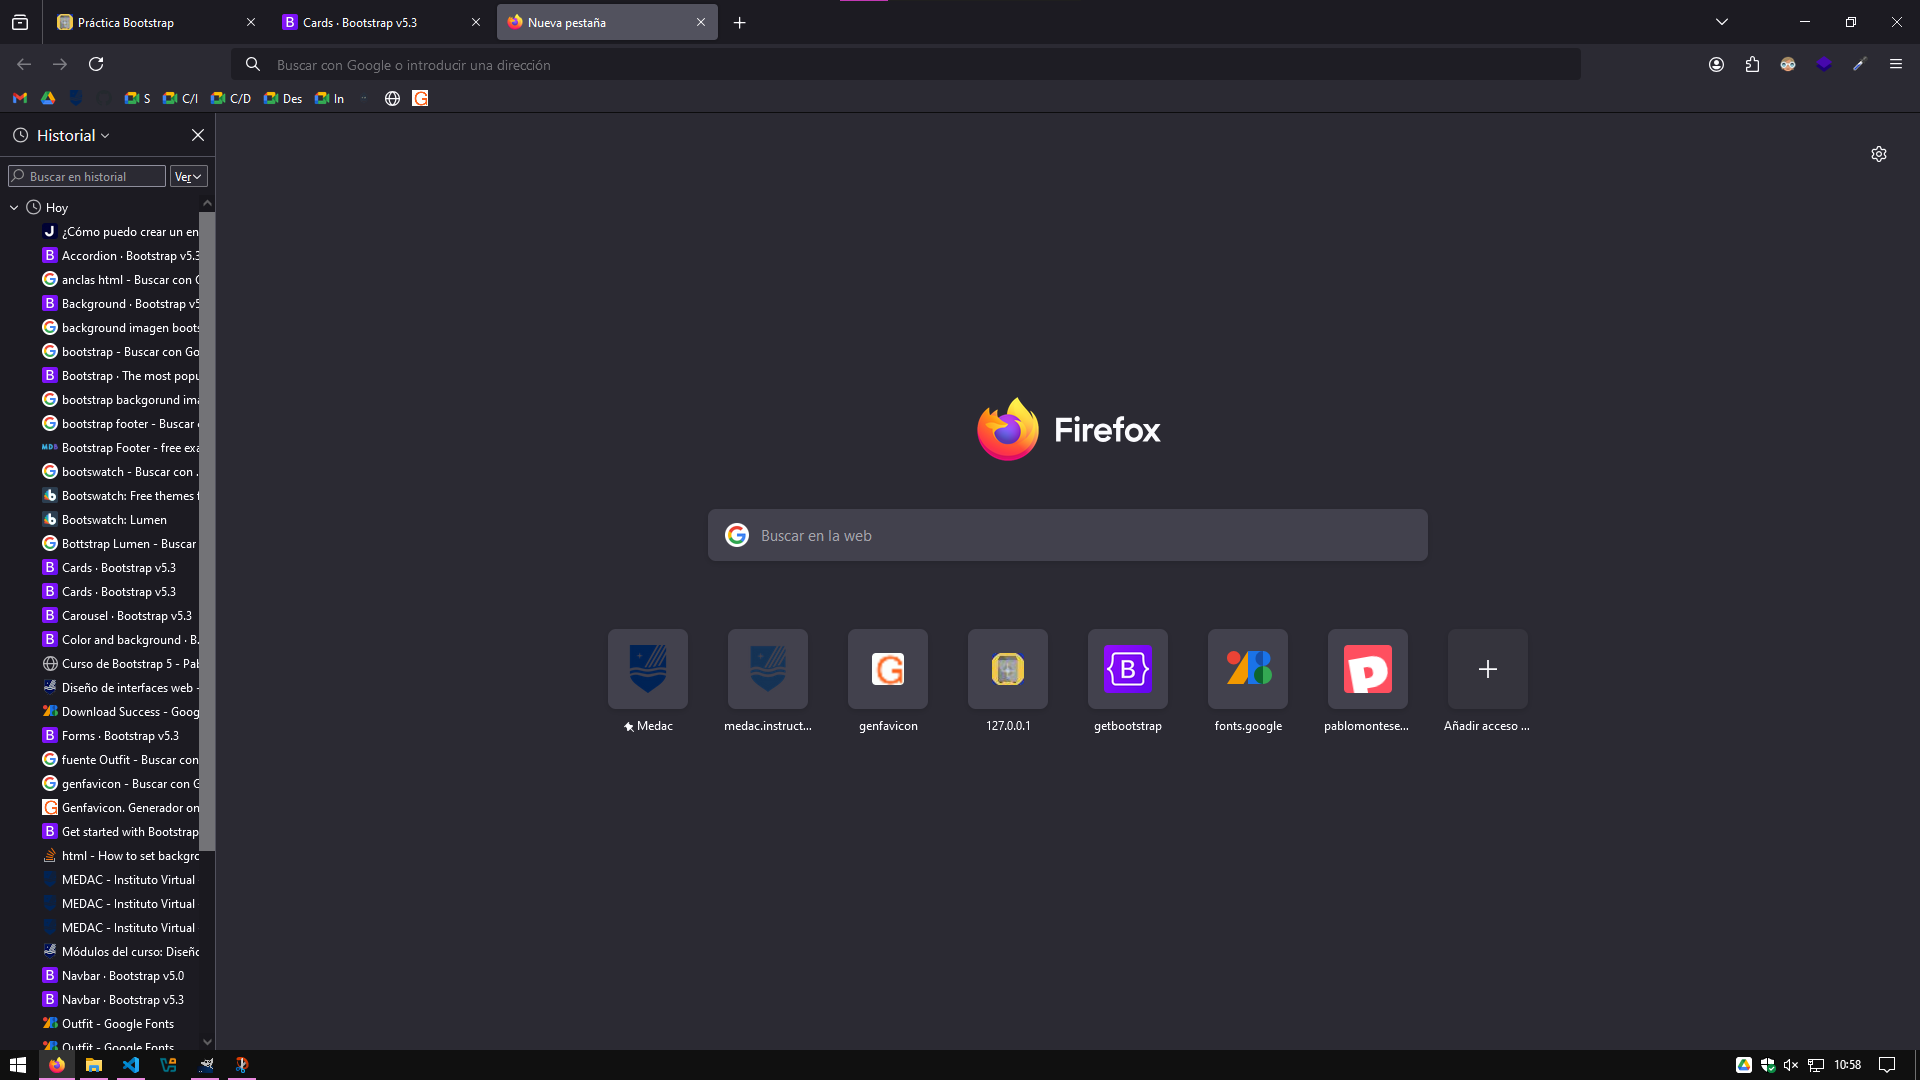 Práctica Bootstrap
Cards · Bootstrap v5.3
Nueva pestaña
Buscar con Google o introducir una dirección
S
C/I
C/D
Des
In
Historial
Buscar en historial
Ver
Hoy
¿Cómo puedo crear un en
Accordion · Bootstrap v5.3
anclas html - Buscar con G
Background · Bootstrap v5
background imagen boots
bootstrap - Buscar con Go
Bootstrap · The most popu
bootstrap backgorund ima
bootstrap footer - Buscar
Bootstrap Footer - free exa
bootswatch - Buscar con ..
Bootswatch: Free themes f
Bootswatch: Lumen
Bottstrap Lumen - Buscar
Cards · Bootstrap v5.3
Cards · Bootstrap v5.3
Carousel · Bootstrap v5.3
Color and background · B..
Curso de Bootstrap 5 - Pab
Diseño de interfaces web -
Download Success - Goog
Forms · Bootstrap v5.3
fuente Outfit - Buscar con
genfavicon - Buscar con G
Genfavicon. Generador on
Get started with Bootstrap
html - How to set backgro
MEDAC - Instituto Virtual
MEDAC - Instituto Virtual
MEDAC - Instituto Virtual
Módulos del curso: Diseño
Navbar · Bootstrap v5.0
Navbar · Bootstrap v5.3
Outfit - Google Fonts
Outfit - Google Fonts
Firefox
Buscar en la web
Medac
medac.instruct...
genfavicon
127.0.0.1
getbootstrap
fonts.google
pablomontese...
Añadir acceso ...
10:58